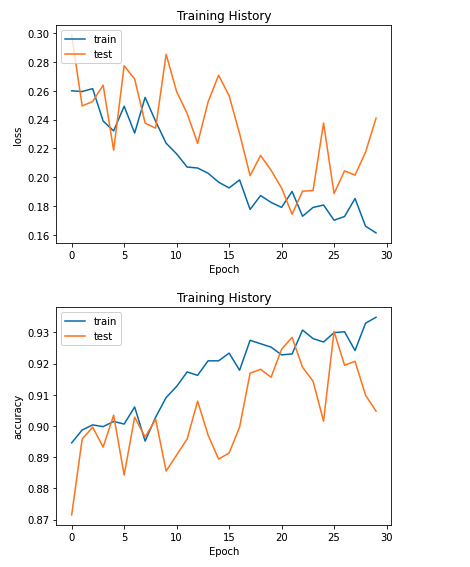 Training History
0.30
0.28
0.26
0.24
0.22
0.20
0.18
0.16
loss
train
test
0 5 10 15 20 25 30
Epoch
Training History
0.93
0.92
0.91
0.90
0.89
0.88
0.87
accuracy
train
test
0 5 10 15 20 25 30
Epoch